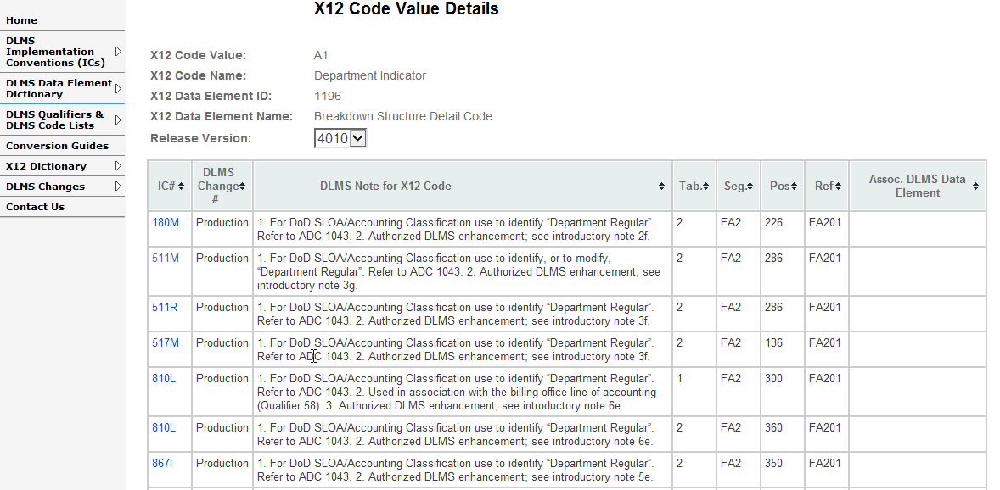 X12 Code Value Details
Home
DLMS
Implementation
Conventions (ICs)
DLMS Data Element
Dictionary
DLMS Qualifiers &
DLMS Code Lists
Conversion Guides
X12 Dictionary
DLMS Changes
Contact Us
X12 Code Value: A1
X12 Code Name: Department Indicator
X12 Data Element ID: 1196
X12 Data Element Name: Breakdown Structure Detail Code
Release Version: 4010
IC# DLMS Change # DLMS Note for X12 Code Tab. Seg. Pos Ref Assoc. DLMS Data Element
180M Production 1. For DoD SLOA/Accounting Classification use to identify “Department Regular”. 2 FA2 226 FA201
Refer to ADC 1043. 2. Authorized DLMS enhancement; see introductory note 2f.
511M Production 1. For DoD SLOA/Accounting Classification use to identify, or to modify, 2 FA2 286 FA201
“Department Regular”. Refer to ADC 1043. 2. Authorized DLMS enhancement; see
introductory note 3g.
511R Production 1. For DoD SLOA/Accounting Classification use to identify “Department Regular”. 2 FA2 286 FA201
Refer to ADC 1043. 2. Authorized DLMS enhancement; see introductory note 3f.
517M Production 1. For DoD SLOA/Accounting Classification use to identify “Department Regular”. 2 FA2 136 FA201
Refer to ADC 1043. 2. Authorized DLMS enhancement; see introductory note 3f.
810L Production 1. For DoD SLOA/Accounting Classification use to identify “Department Regular”. 1 FA2 300 FA201
Refer to ADC 1043. 2. Used in association with the billing office line of accounting
(Qualifier 58). 3. Authorized DLMS enhancement; see introductory note 6e.
810L Production 1. For DoD SLOA/Accounting Classification use to identify “Department Regular”. 2 FA2 360 FA201
Refer to ADC 1043. 2. Authorized DLMS enhancement; see introductory note 6e.
867I Production 1. For DoD SLOA/Accounting Classification use to identify “Department Regular”. 2 FA2 350 FA201
Refer to ADC 1043. 2. Authorized DLMS enhancement; see introductory note 5e.